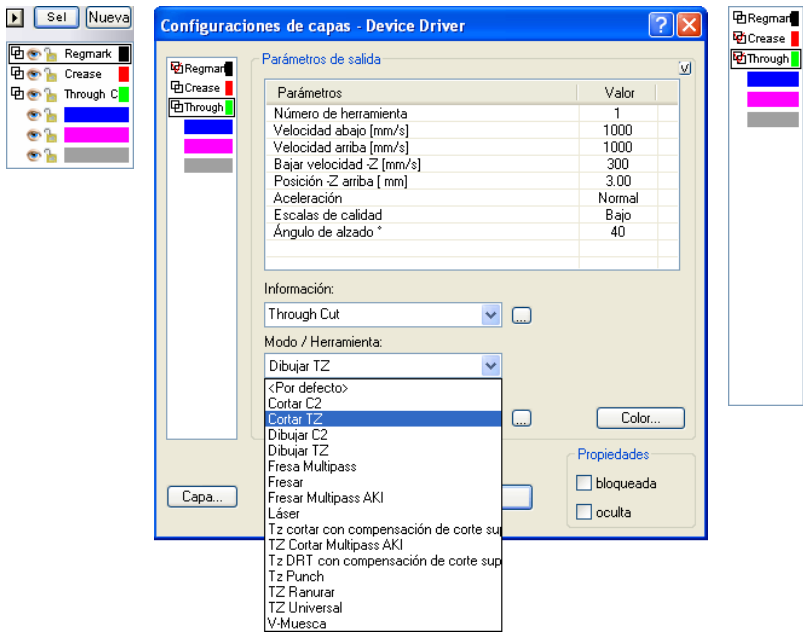 Sel Nueva
Regmark
Crease
Through C
Configuraciones de capas - Device Driver
Regmark
Crease
Through
Parámetros de salida
Parámetros Valor
Número de herramienta 1
Velocidad abajo [mm/s] 1000
Velocidad arriba [mm/s] 1000
Bajar velocidad -Z [mm/s] 300
Posición -Z arriba [ mm] 3.00
Aceleración Normal
Escalas de calidad Bajo
Ángulo de alzado ° 40
Información:
Through Cut
...
Modo / Herramienta:
Dibujar TZ
<Por defecto>
Cortar C2
Cortar TZ
Dibujar C2
Dibujar TZ
Fresa Multipass
Fresar
Fresar Multipass AKI
Láser
Tz cortar con compensación de corte sup
TZ Cortar Multipass AKI
Tz DRT con compensación de corte sup
Tz Punch
TZ Ranurar
TZ Universal
V-Muesca
...
Color...
Propiedades
bloqueada
oculta
Capa...
Regmar
Crease
Through